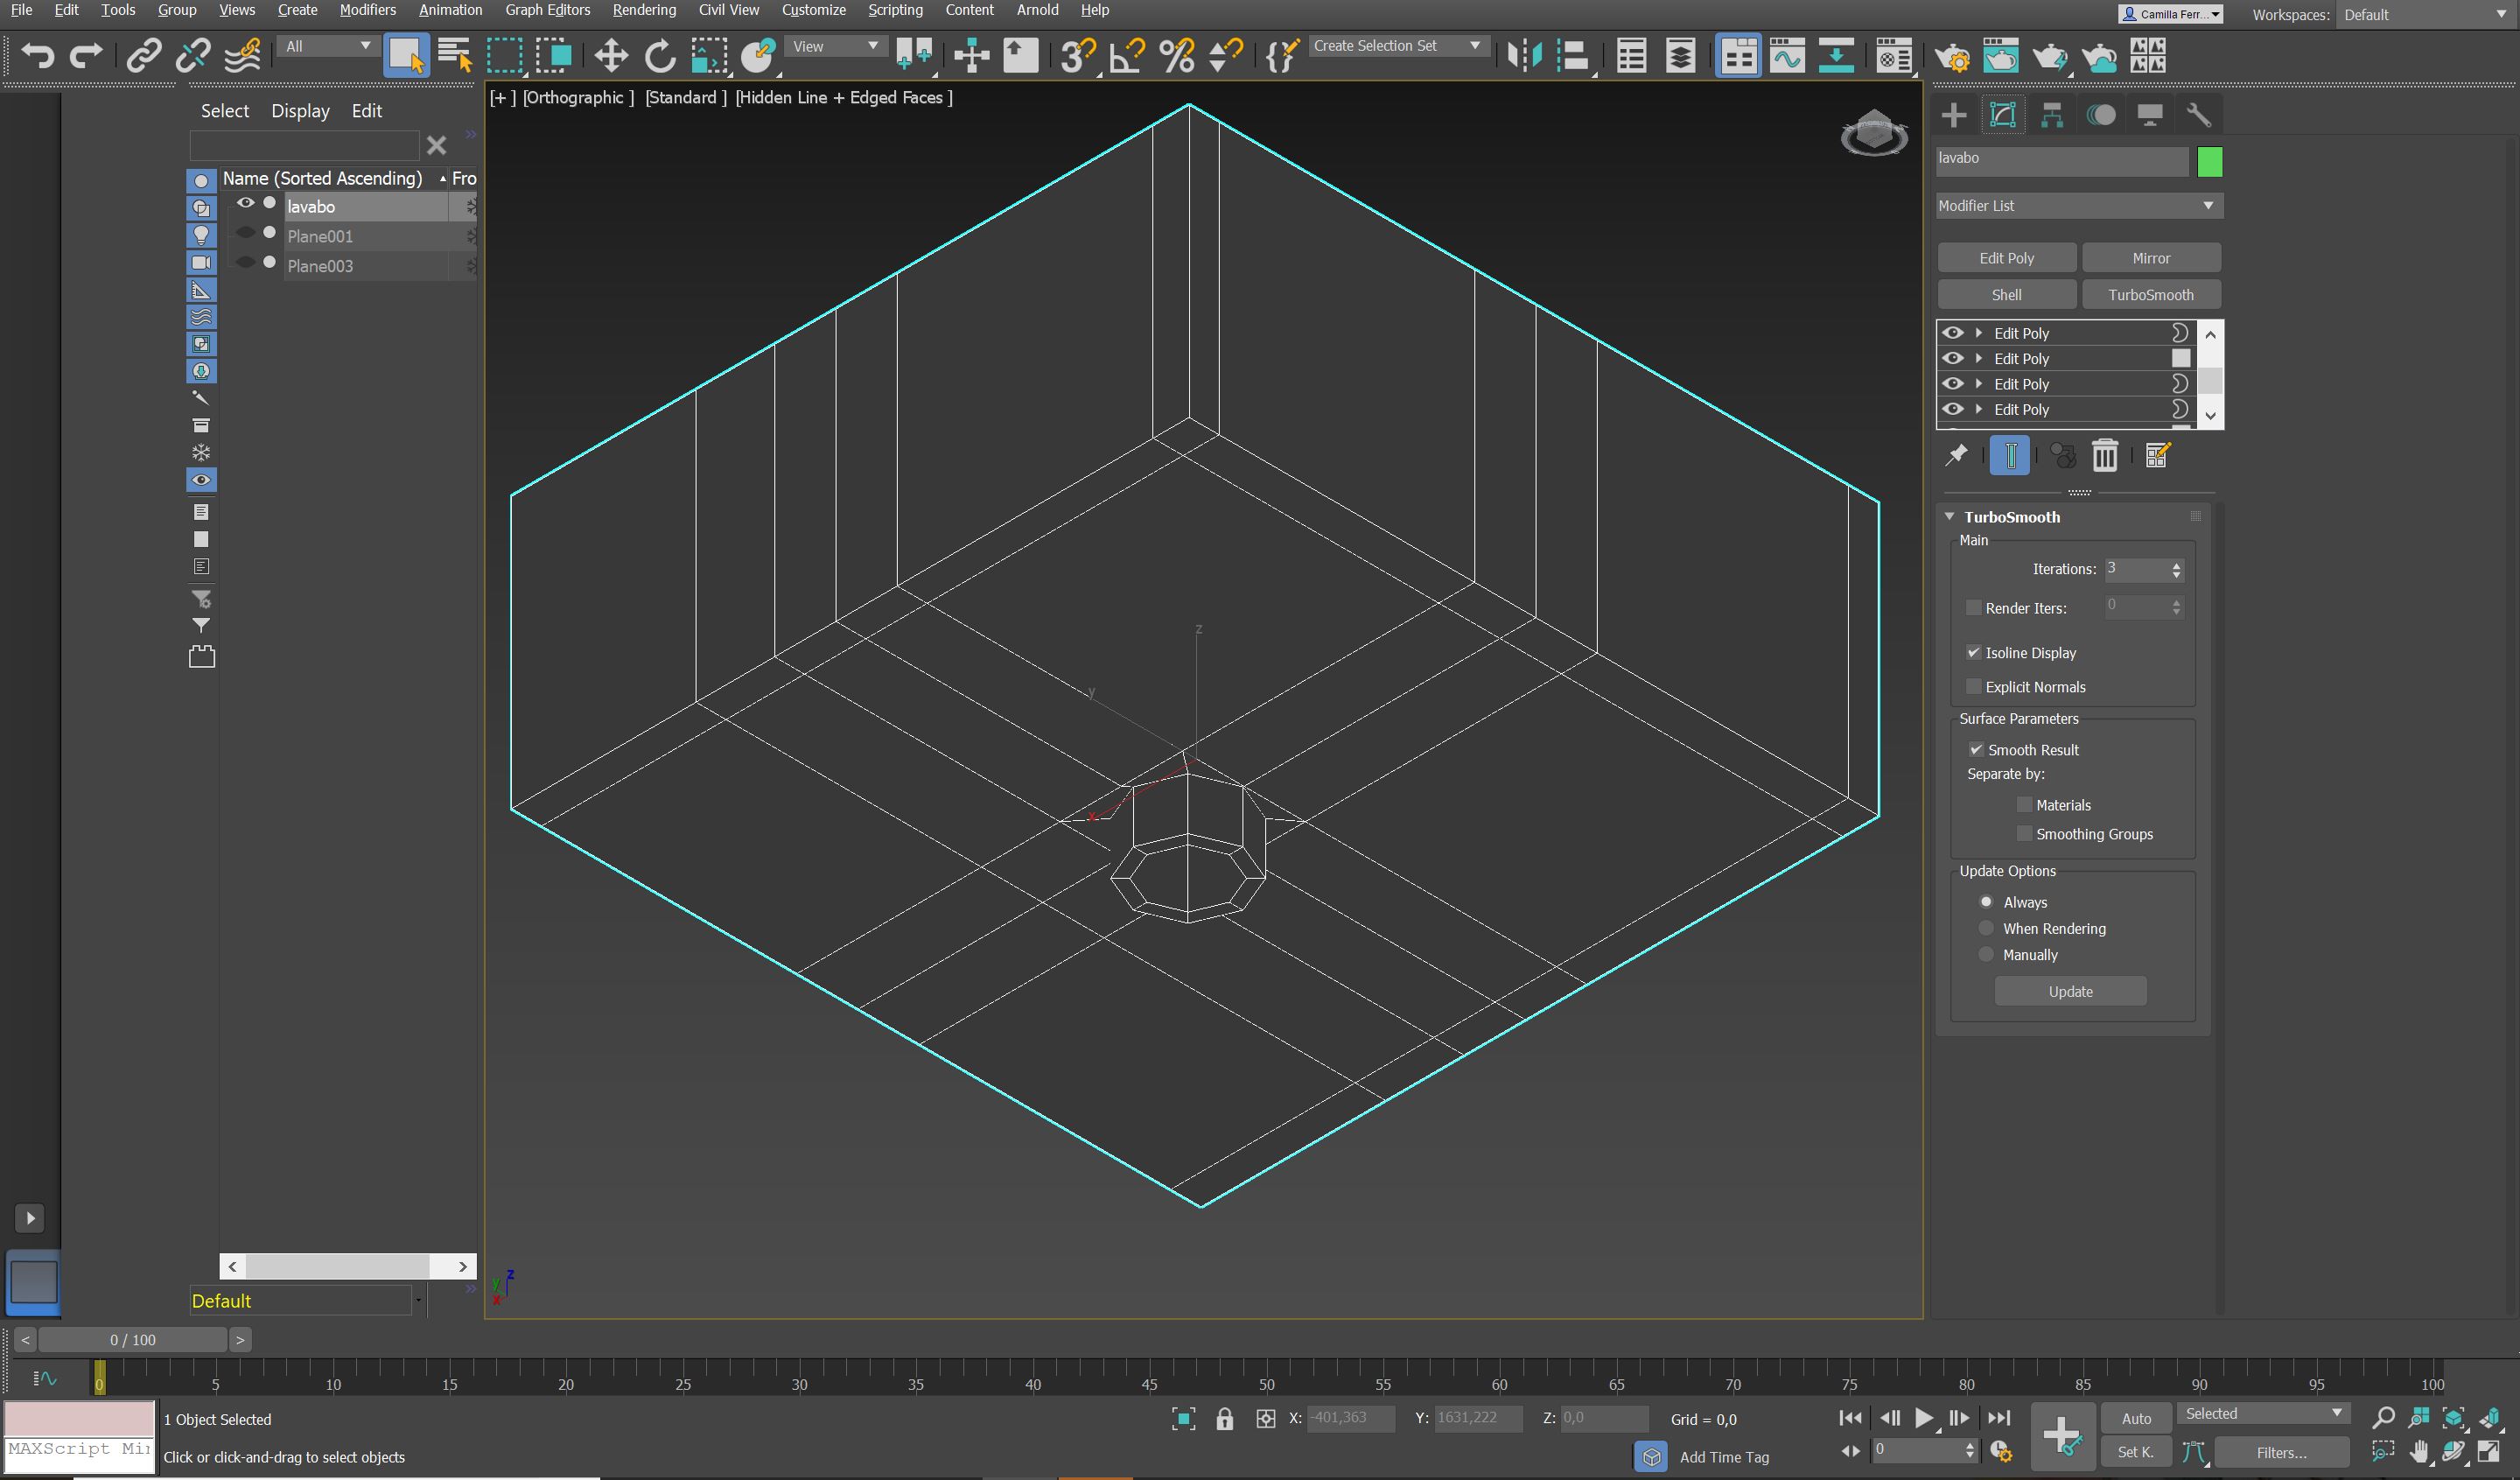 File Edit Tools Group Views Create Modifiers Animation Graph Editors Rendering Civil View Customize Scripting Content Arnold Help
Camilla Ferr...
Workspaces: Default
All
View
Create Selection Set
Select Display Edit
Name (Sorted Ascending) Fro
lavabo
Plane001
Plane003
Default
[+ ] [Orthographic ] [Standard ] [Hidden Line + Edged Faces ]
z
y
x
z
y
x
lavabo
Modifier List
Edit Poly Mirror
Shell TurboSmooth
Edit Poly
Edit Poly
Edit Poly
Edit Poly
TurboSmooth
Main
Iterations: 3
Render Iters: 0
Isoline Display
Explicit Normals
Surface Parameters
Smooth Result
Separate by:
Materials
Smoothing Groups
Update Options
Always
When Rendering
Manually
Update
< 0 / 100 >
0 5 10 15 20 25 30 35 40 45 50 55 60 65 70 75 80 85 90 95 100
1 Object Selected
X: -401,363 Y: 1631,222 Z: 0,0 Grid = 0,0
Auto Selected
MAXScript Mi
Click or click-and-drag to select objects
Add Time Tag
0
Set K. Filters...